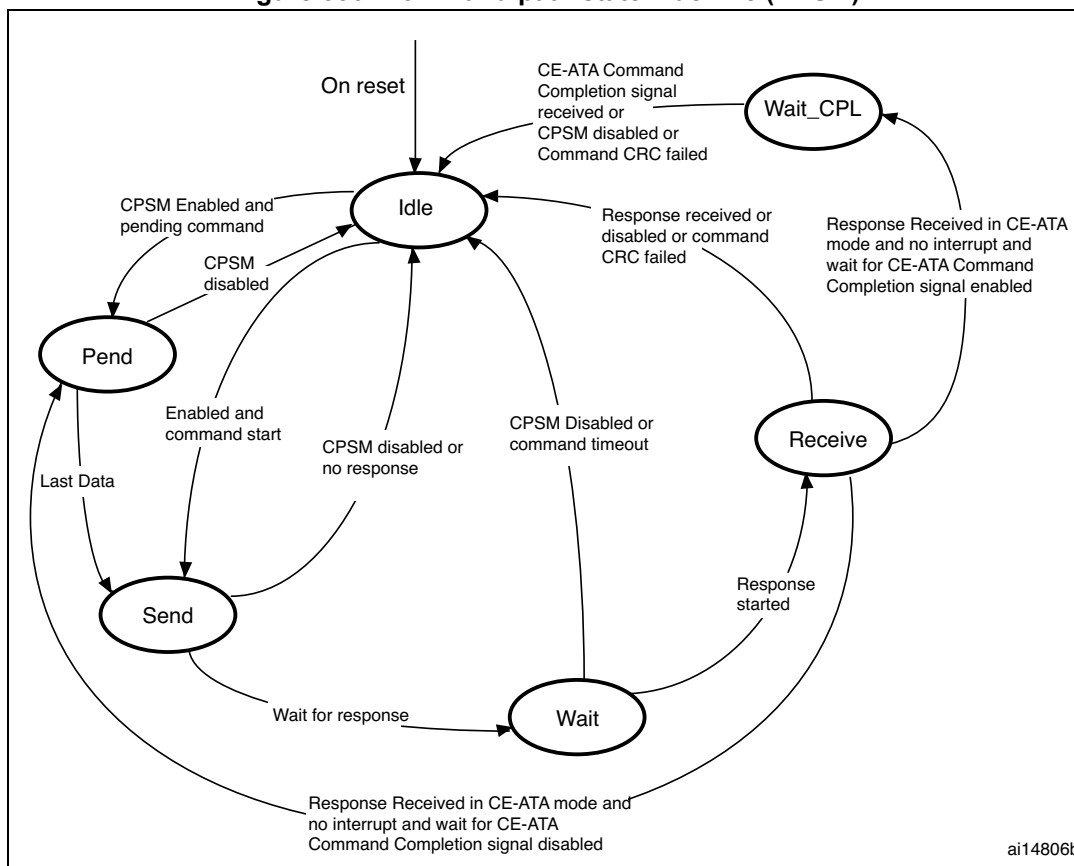 On reset
CE-ATA Command
Completion signal
received or
CPSM disabled or
Command CRC failed
Wait_CPL
CPSM Enabled and
pending command
Idle
Response received or
disabled or command
CRC failed
Response Received in CE-ATA
mode and no interrupt and
wait for CE-ATA Command
Completion signal enabled
CPSM
disabled
Pend
Enabled and
command start
CPSM disabled or
no response
CPSM Disabled or
command timeout
Receive
Last Data
Response
started
Send
Wait for response
Wait
Response Received in CE-ATA mode and
no interrupt and wait for CE-ATA
Command Completion signal disabled
ai14806b